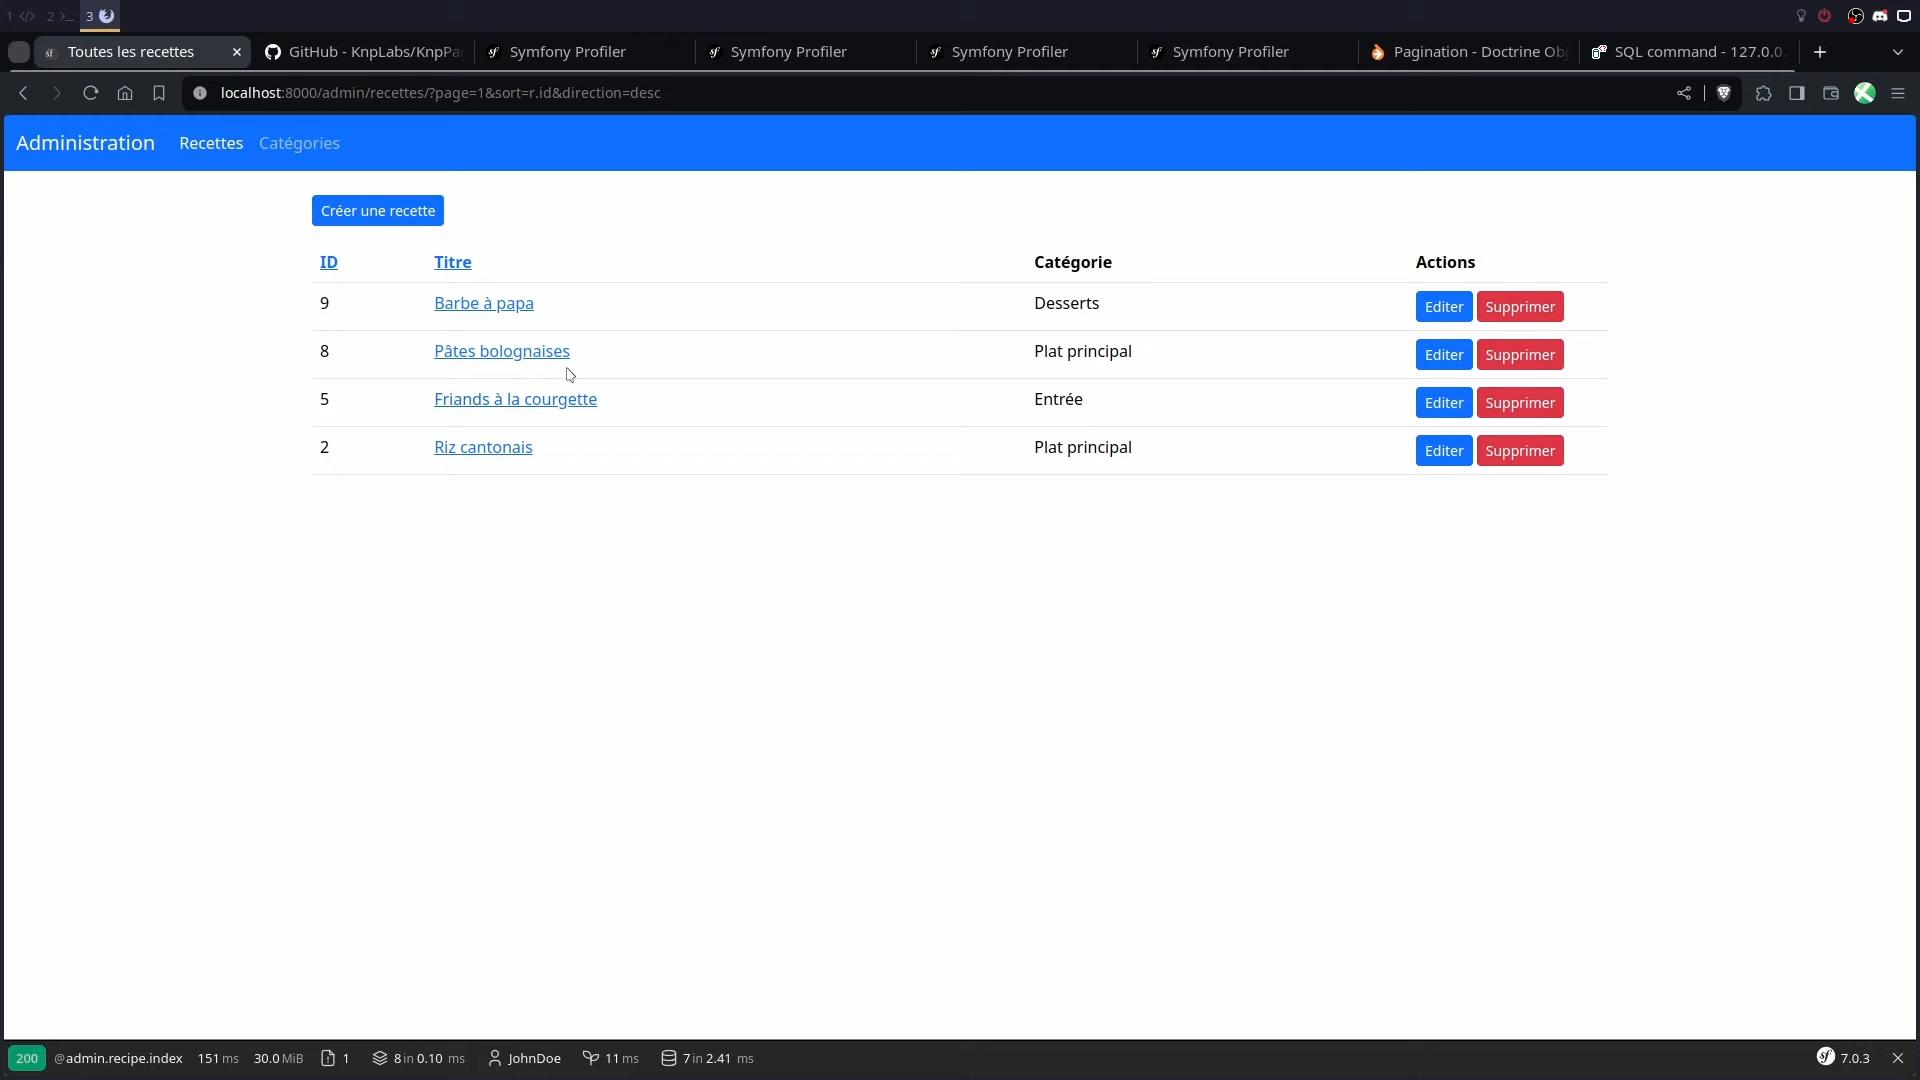 1 2 3
Toutes les recettes GitHub - KnpLabs/KnpPa Symfony Profiler Symfony Profiler Symfony Profiler Symfony Profiler Pagination - Doctrine Ob SQL command - 127.0.0.
localhost:8000/admin/recettes/?page=1&sort=r.id&direction=desc
Administration Recettes Catégories
Créer une recette
ID Titre Catégorie Actions
9 Barbe à papa Desserts Editer Supprimer
8 Pâtes bolognaises Plat principal Editer Supprimer
5 Friands à la courgette Entrée Editer Supprimer
2 Riz cantonais Plat principal Editer Supprimer
200 @admin.recipe.index 151 ms 30.0 MiB 1 8 in 0.10 ms JohnDoe 11 ms 7 in 2.41 ms 7.0.3